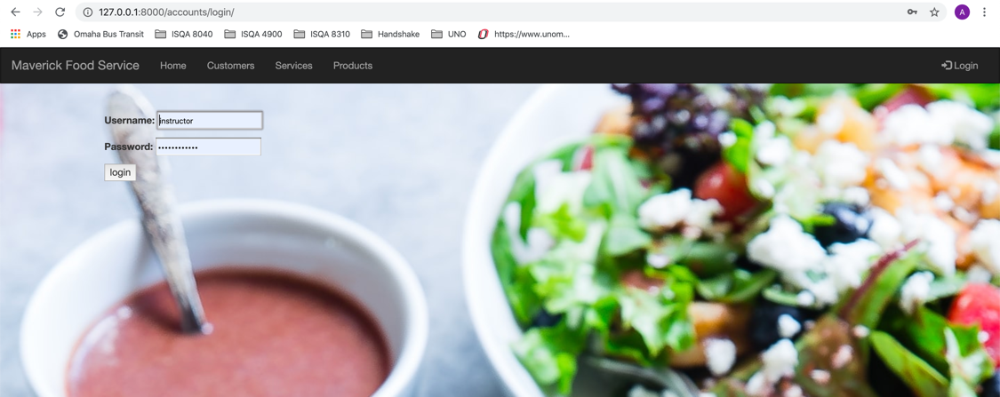 127.0.0.1:8000/accounts/login/
A
Apps Omaha Bus Transit ISQA 8040 ISQA 4900 ISQA 8310 Handshake UNO https://www.unom...
Maverick Food Service Home Customers Services Products Login
Username: instructor
Password: ••••••••••••
login